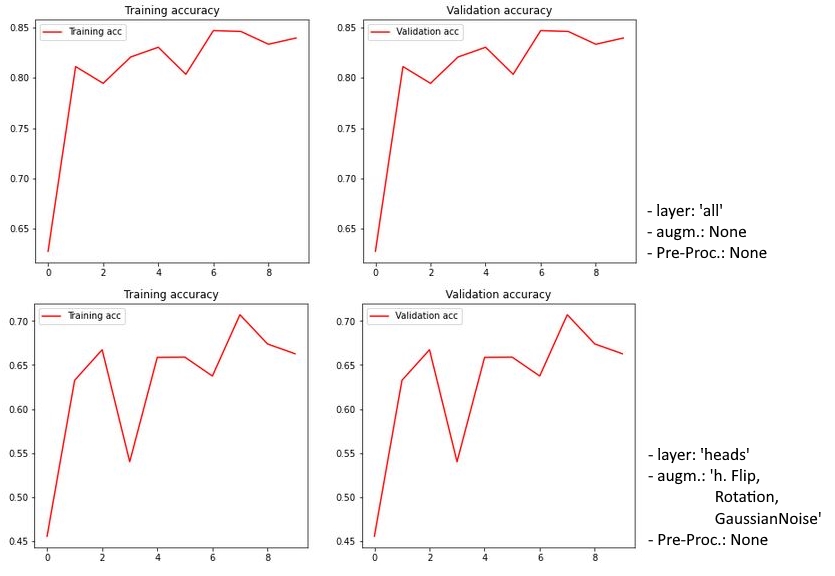 Training accuracy
Training acc
0.85
0.80
0.75
0.70
0.65
0 2 4 6 8
Validation accuracy
Validation acc
0.85
0.80
0.75
0.70
0.65
0 2 4 6 8
- layer: 'all'
- augm.: None
- Pre-Proc.: None
Training accuracy
Training acc
0.70
0.65
0.60
0.55
0.50
0.45
0 2 4 6 8
Validation accuracy
Validation acc
0.70
0.65
0.60
0.55
0.50
0.45
0 2 4 6 8
- layer: 'heads'
- augm.: 'h. Flip,
Rotation,
GaussianNoise'
- Pre-Proc.: None